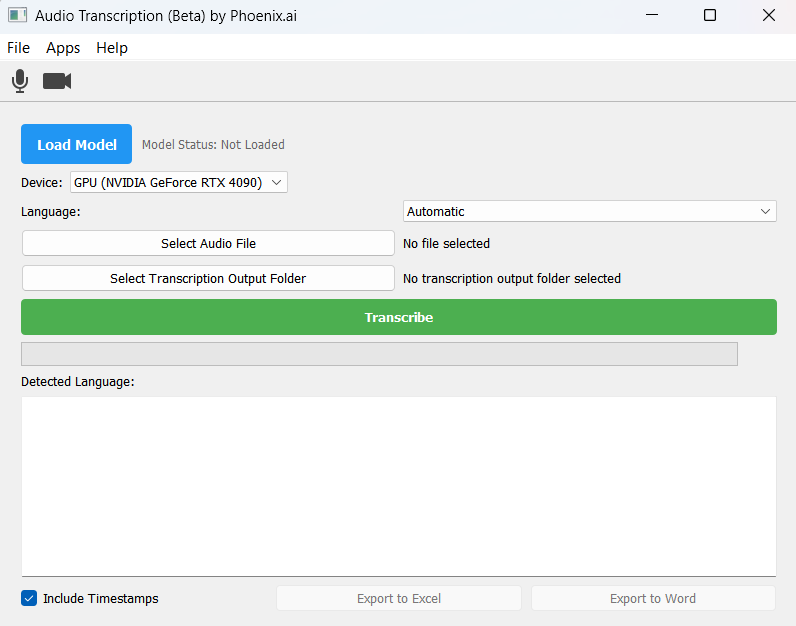 Audio Transcription (Beta) by Phoenix.ai
File Apps Help
Load Model Model Status: Not Loaded
Device: GPU (NVIDIA GeForce RTX 4090)
Language: Automatic
Select Audio File No file selected
Select Transcription Output Folder No transcription output folder selected
Transcribe
Detected Language:
Include Timestamps Export to Excel Export to Word